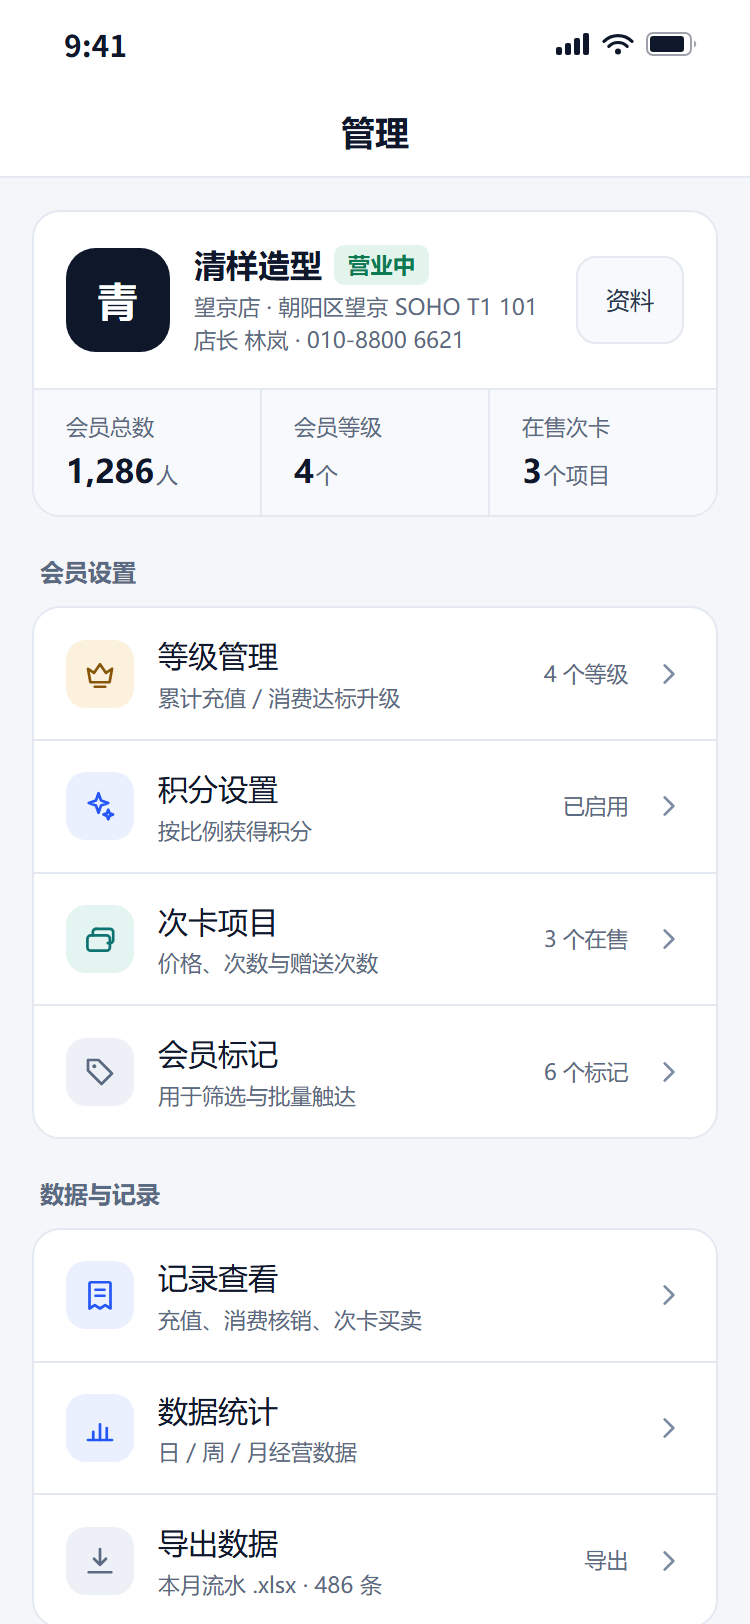 9:41
管理
青
清样造型 营业中
望京店 · 朝阳区望京 SOHO T1 101
店长 林岚 · 010-8800 6621
资料
会员总数
1,286人
会员等级
4个
在售次卡
3个项目
会员设置
等级管理
累计充值 / 消费达标升级
4 个等级
积分设置
按比例获得积分
已启用
次卡项目
价格、次数与赠送次数
3 个在售
会员标记
用于筛选与批量触达
6 个标记
数据与记录
记录查看
充值、消费核销、次卡买卖
数据统计
日 / 周 / 月经营数据
导出数据
本月流水 .xlsx · 486 条
导出